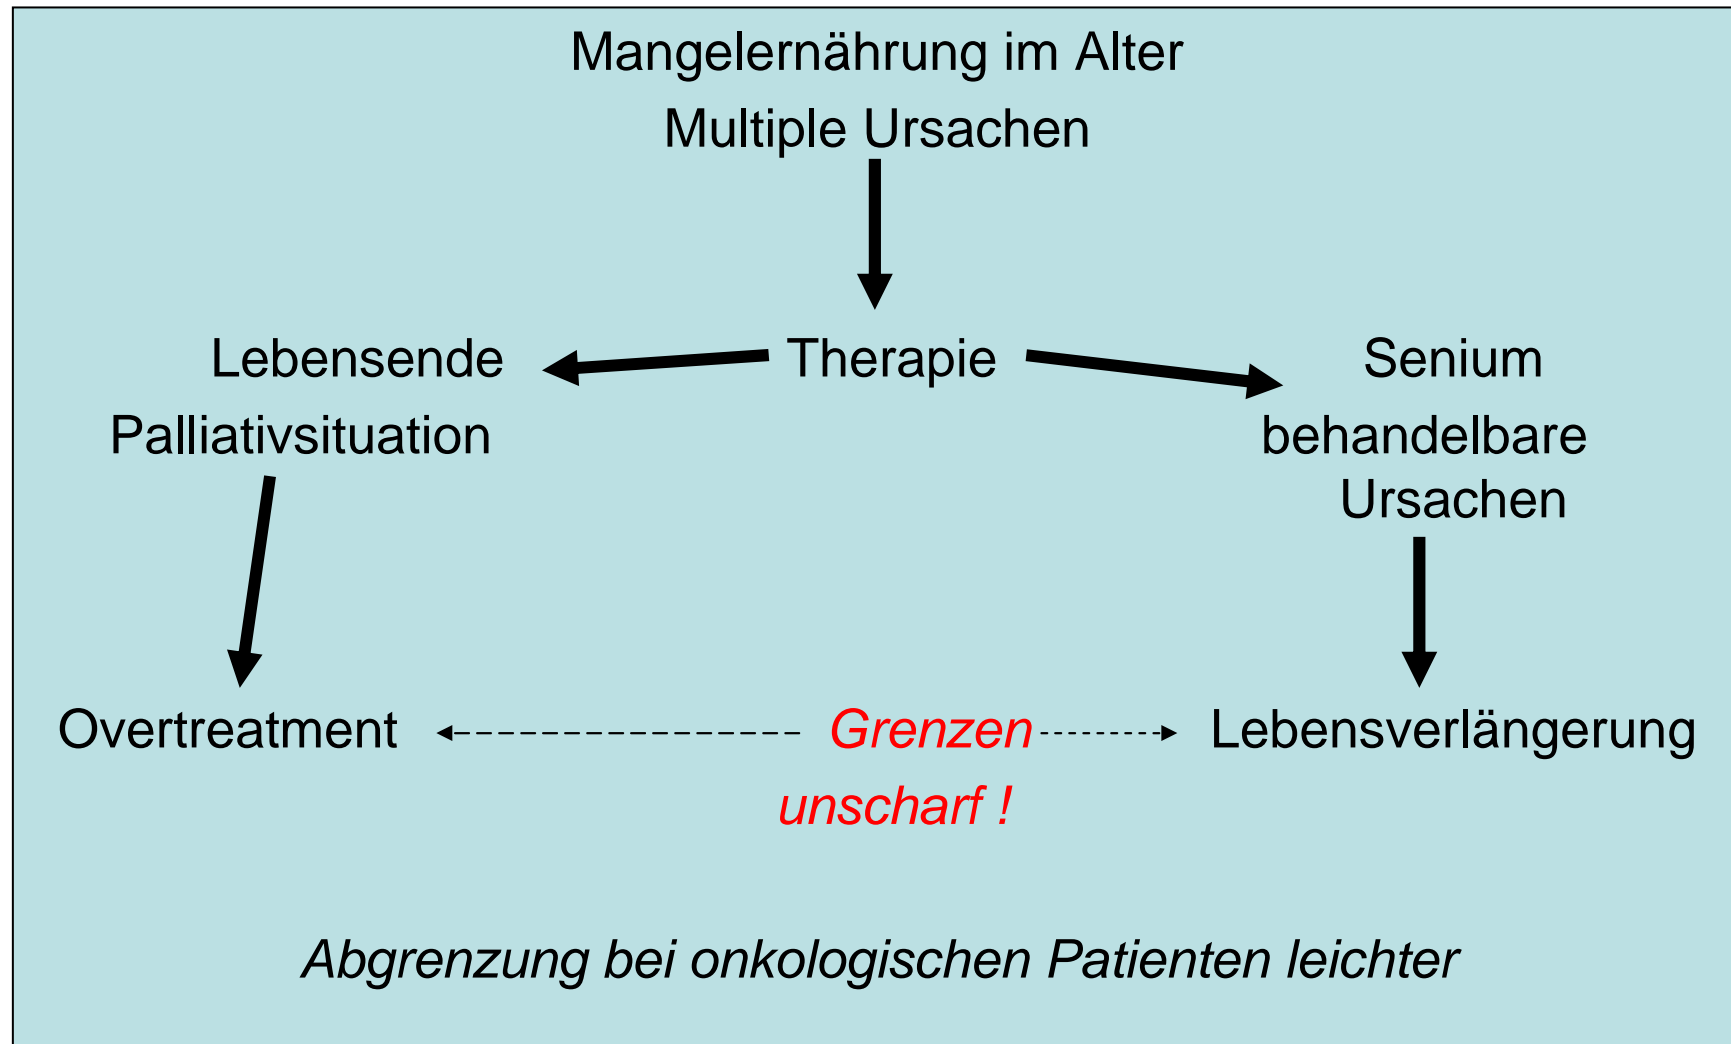 Mangelernährung im Alter
Multiple Ursachen
Lebensende Therapie Senium
Palliativsituation behandelbare
Ursachen
Overtreatment Grenzen Lebensverlängerung
unscharf !
Abgrenzung bei onkologischen Patienten leichter